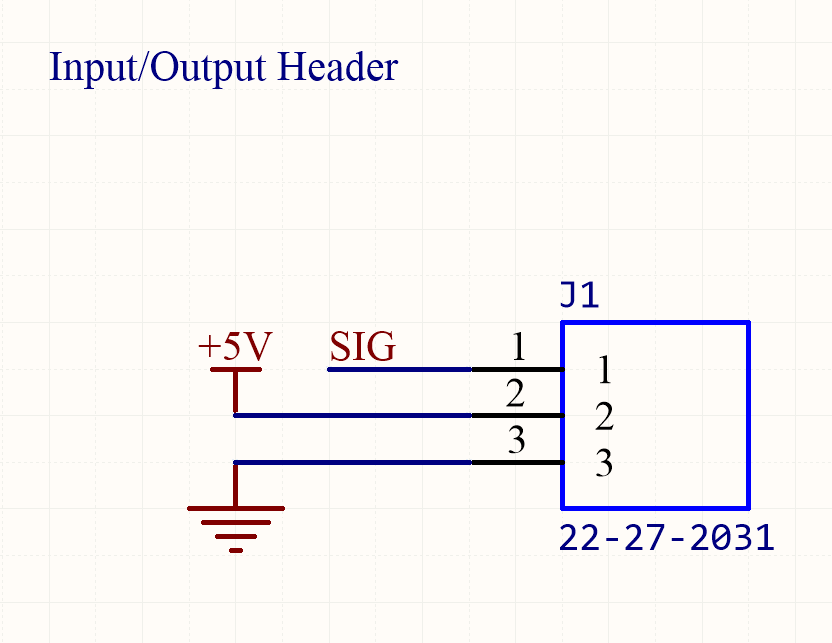 Input/Output Header
J1
+5V SIG 1 1
2 2
3 3
22-27-2031